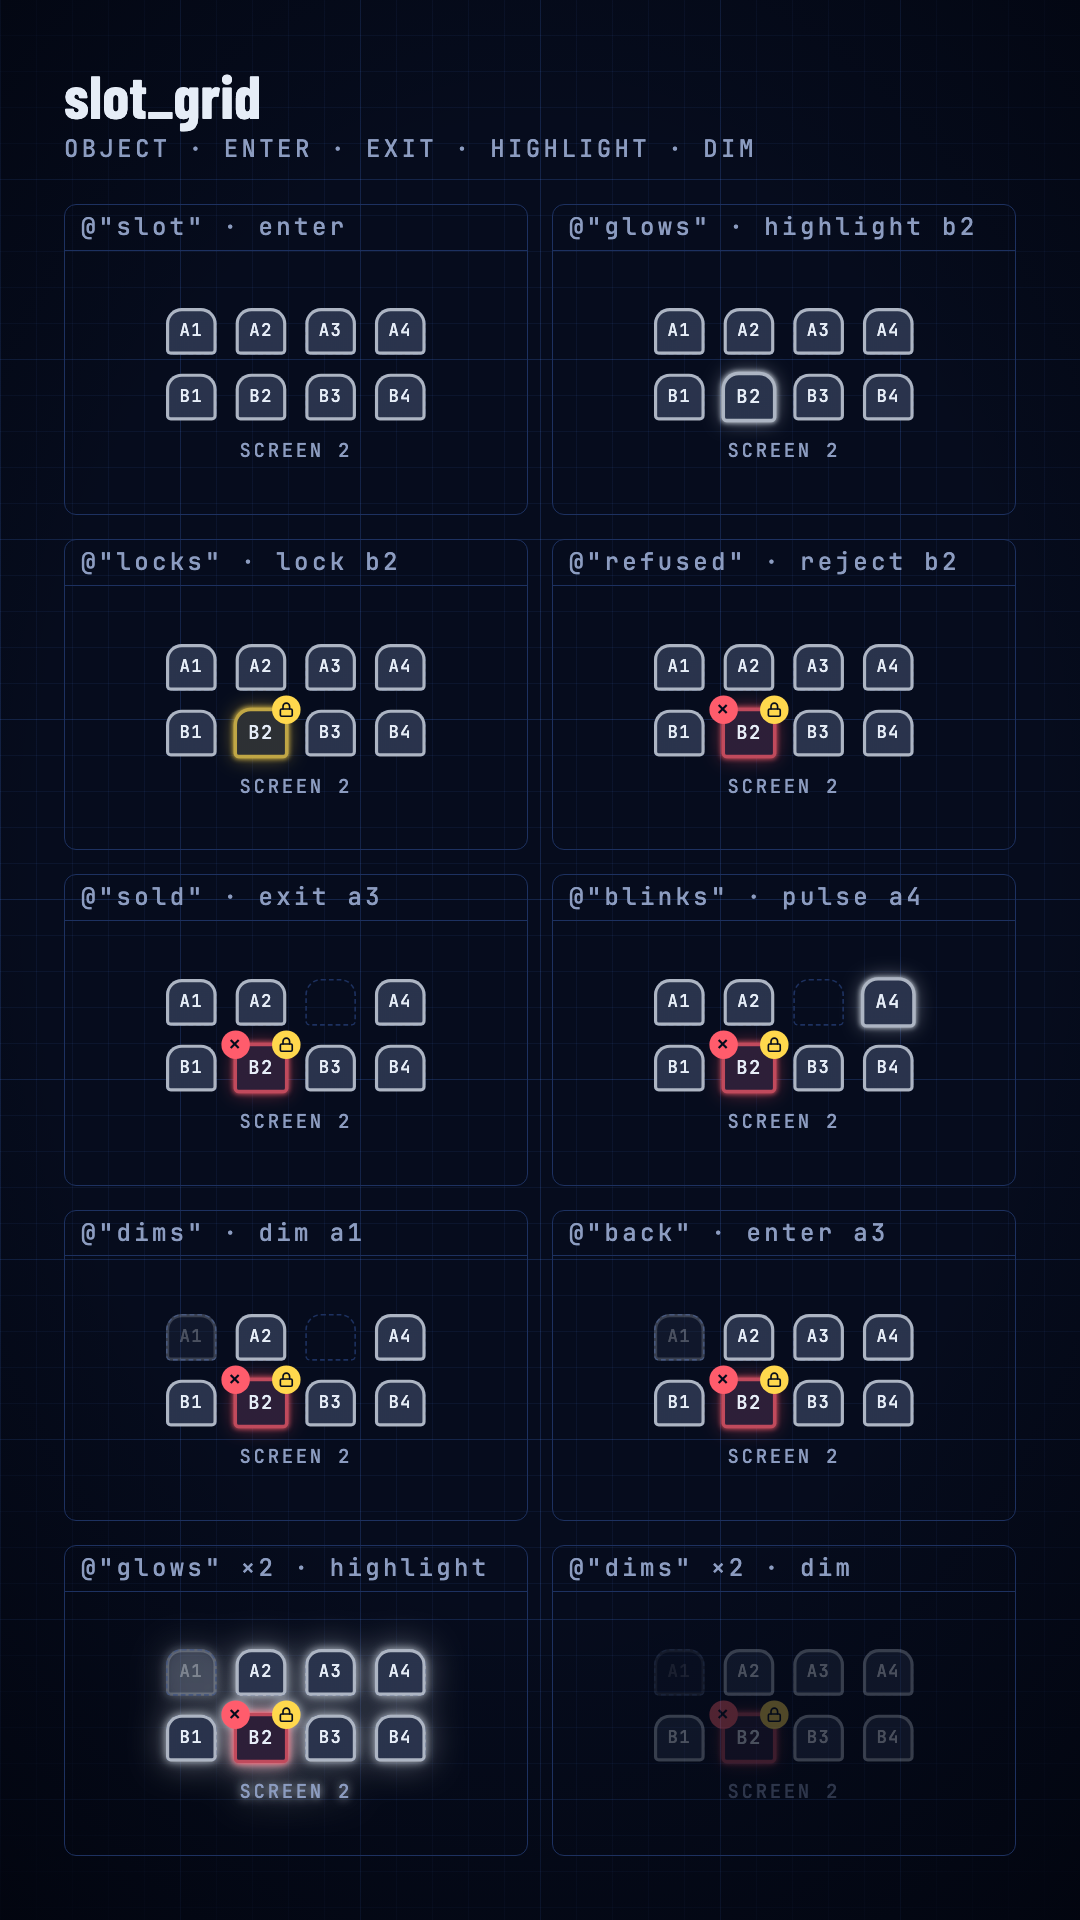 slot_grid
OBJECT · ENTER · EXIT · HIGHLIGHT · DIM
@"slot" · enter
A1 A2 A3 A4
B1 B2 B3 B4
SCREEN 2
@"glows" · highlight b2
A1 A2 A3 A4
B1 B2 B3 B4
SCREEN 2
@"locks" · lock b2
A1 A2 A3 A4
B1 B2 B3 B4
SCREEN 2
@"refused" · reject b2
A1 A2 A3 A4
×
B1 B2 B3 B4
SCREEN 2
@"sold" · exit a3
A1 A2 A4
×
B1 B2 B3 B4
SCREEN 2
@"blinks" · pulse a4
A1 A2 A4
×
B1 B2 B3 B4
SCREEN 2
@"dims" · dim a1
A1 A2 A4
×
B1 B2 B3 B4
SCREEN 2
@"back" · enter a3
A1 A2 A3 A4
×
B1 B2 B3 B4
SCREEN 2
@"glows" ×2 · highlight
A1 A2 A3 A4
×
B1 B2 B3 B4
SCREEN 2
@"dims" ×2 · dim
A1 A2 A3 A4
×
B1 B2 B3 B4
SCREEN 2